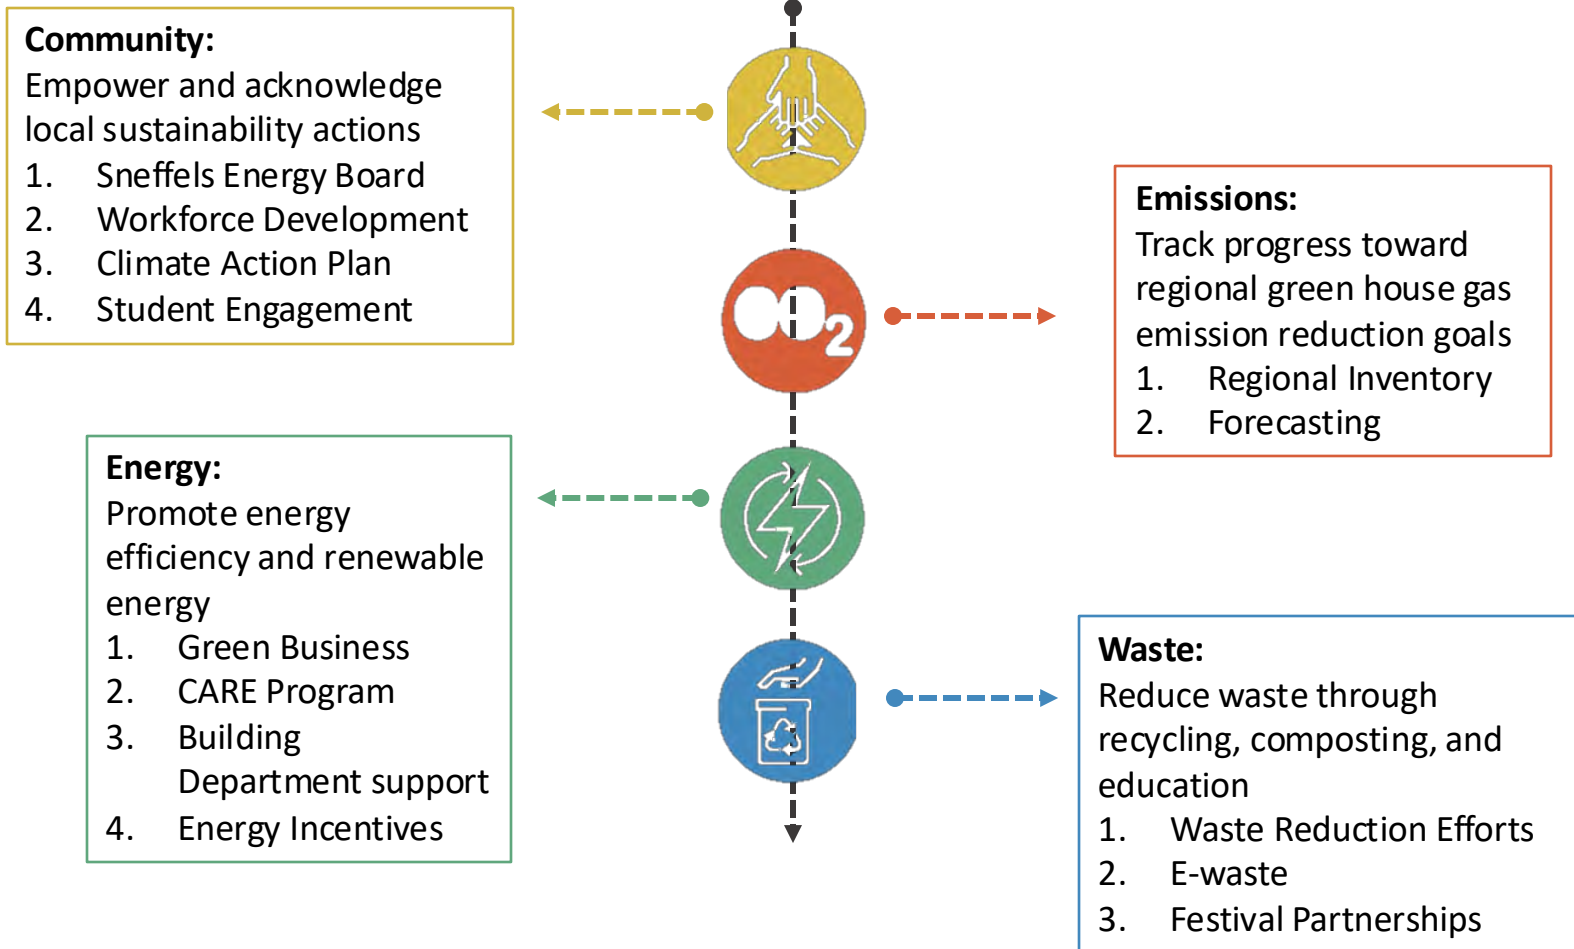 Community:
Empower and acknowledge
local sustainability actions
1. Sneffels Energy Board
2. Workforce Development
3. Climate Action Plan
4. Student Engagement
CO2
Emissions:
Track progress toward
regional green house gas
emission reduction goals
1. Regional Inventory
2. Forecasting
Energy:
Promote energy
efficiency and renewable
energy
1. Green Business
2. CARE Program
3. Building
Department support
4. Energy Incentives
Waste:
Reduce waste through
recycling, composting, and
education
1. Waste Reduction Efforts
2. E-waste
3. Festival Partnerships